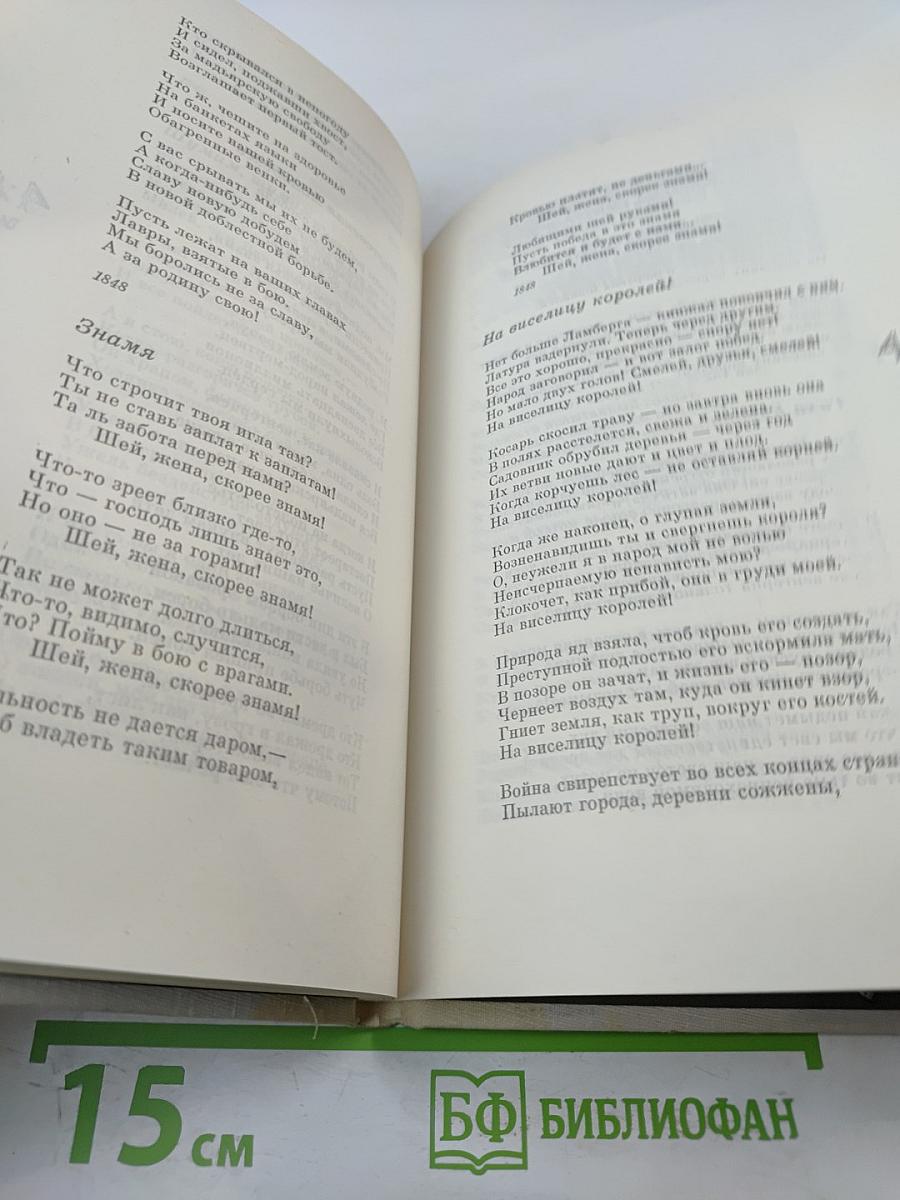 Кто скрывался в непогоду
И сидел, поджавши хвост,
За мадьярскую свободу
Возглашает первый тост.
Что ж, чешите на здоровье
На банкетах языки
И носите нашей кровью
Обагренные венки.
С вас срывать мы их не будем,
А когда-нибудь себе
Славу новую добудем
В новой доблестной борьбе.
Пусть лежат на ваших главах
Лавры, взятые в бою.
Мы боролись не за славу,
А за родину свою!
1848
Знамя
Что строчит твоя игла там?
Ты не ставь заплат к заплатам!
Та ль забота перед нами?
Шей, жена, скорее знамя!
Что-то зреет близко где-то,
Что — господь лишь знает это,
Но оно — не за горами!
Шей, жена, скорее знамя!
Так не может долго длиться,
Что-то, видимо, случится,
Что? Пойму в бою с врагами.
Шей, жена, скорее знамя!
льность не дается даром,—
б владеть таким товаром,
Кровью платят, не деньгами...
Шей, жена, скорее знамя!
Любящими шей руками!
Пусть победа в это знамя
Влюбится и будет с нами...
Шей, жена, скорее знамя!
1848
На виселицу королей!
Нет больше Ламберга — кинжал покончил с ним,
Латура вздернули. Теперь черед другим.
Все это хорошо, прекрасно — спору нет!
Народ заговорил — и вот залог побед.
Но мало двух голов! Смелей, друзья, смелей!
На виселицу королей!
Косарь скосил траву — но завтра вновь она
В полях расстелется, свежа и зелена.
Садовник обрубил деревья — через год
Их ветви новые дают и цвет и плод.
Когда корчуешь лес — не оставляй корней,
На виселицу королей!
Когда же наконец, о глупая земля,
Возненавидишь ты и свергнешь короля?
О, неужели я в народ мой не волью
Неисчерпаемую ненависть мою?
Клокочет, как прибой, она в груди моей.
На виселицу королей!
Природа яд взяла, чтоб кровь его создать,
Преступной подлостью его вскормила мать,
В позоре он зачат, и жизнь его — позор,
Чернеет воздух там, куда он кинет взор,
Гниет земля, как труп, вокруг его костей.
На виселицу королей!
Война свирепствует во всех концах стран
Пылают города, деревни сожжены,
15 см
БФ БИБЛИОФАН